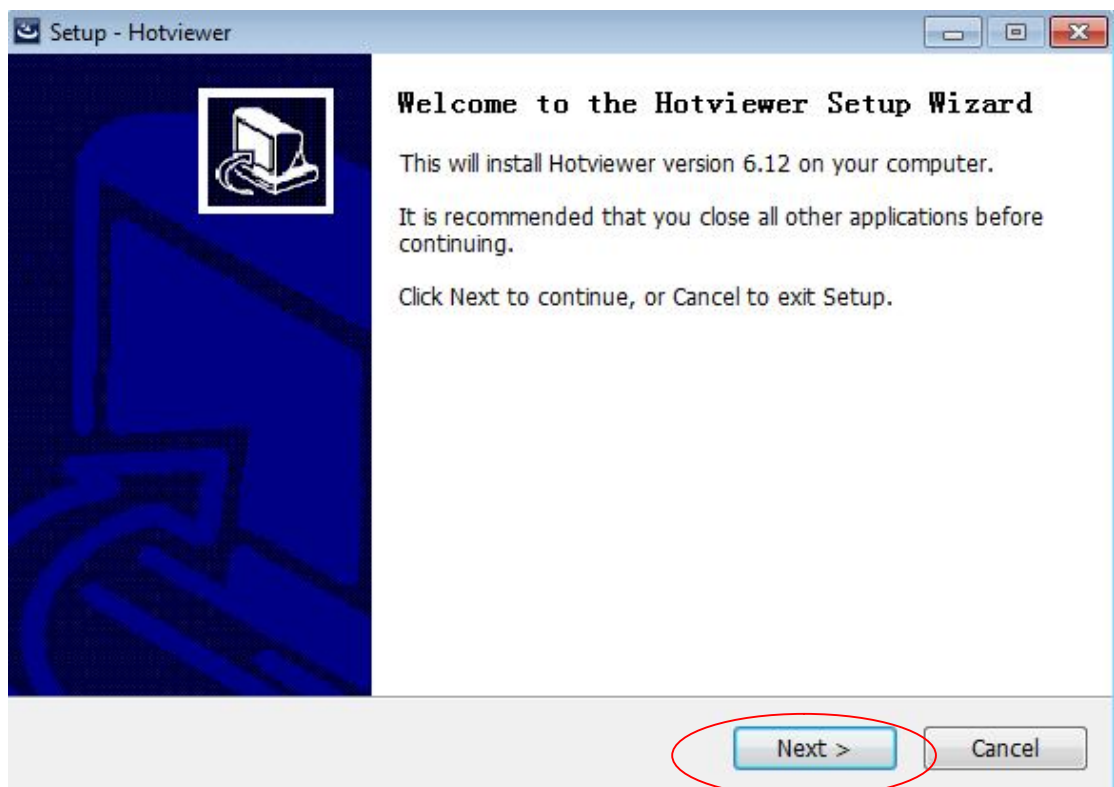 Setup - Hotviewer
Welcome to the Hotviewer Setup Wizard
This will install Hotviewer version 6.12 on your computer.
It is recommended that you close all other applications before
continuing.
Click Next to continue, or Cancel to exit Setup.
Next >
Cancel